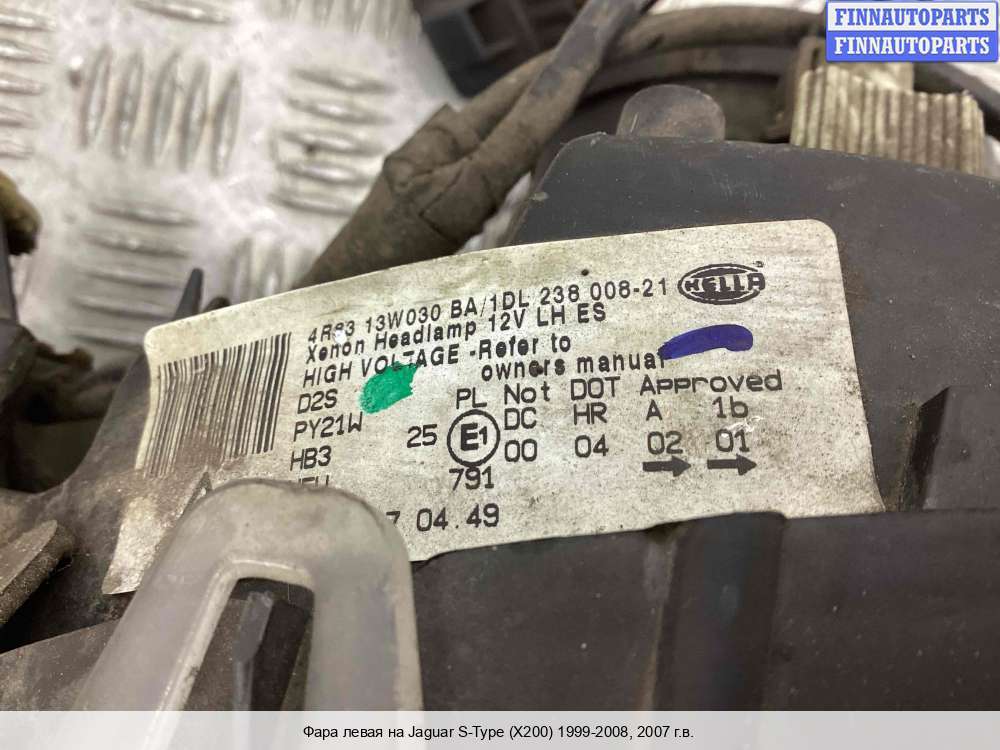 FINNAUTOPARTS
FINNAUTOPARTS
HELLA
13W030 BA/1DL 238 008-21
Xenon Headlamp 12V LH ES
HIGH VOLTAGE -Refer to
owners manual
D2S
PL Not DOT Approved
PY21W
25 E1 DC HR A 1b
HB3
00 04 02 01
791
7 04.49
Фара левая на Jaguar S-Type (X200) 1999-2008, 2007 г.в.